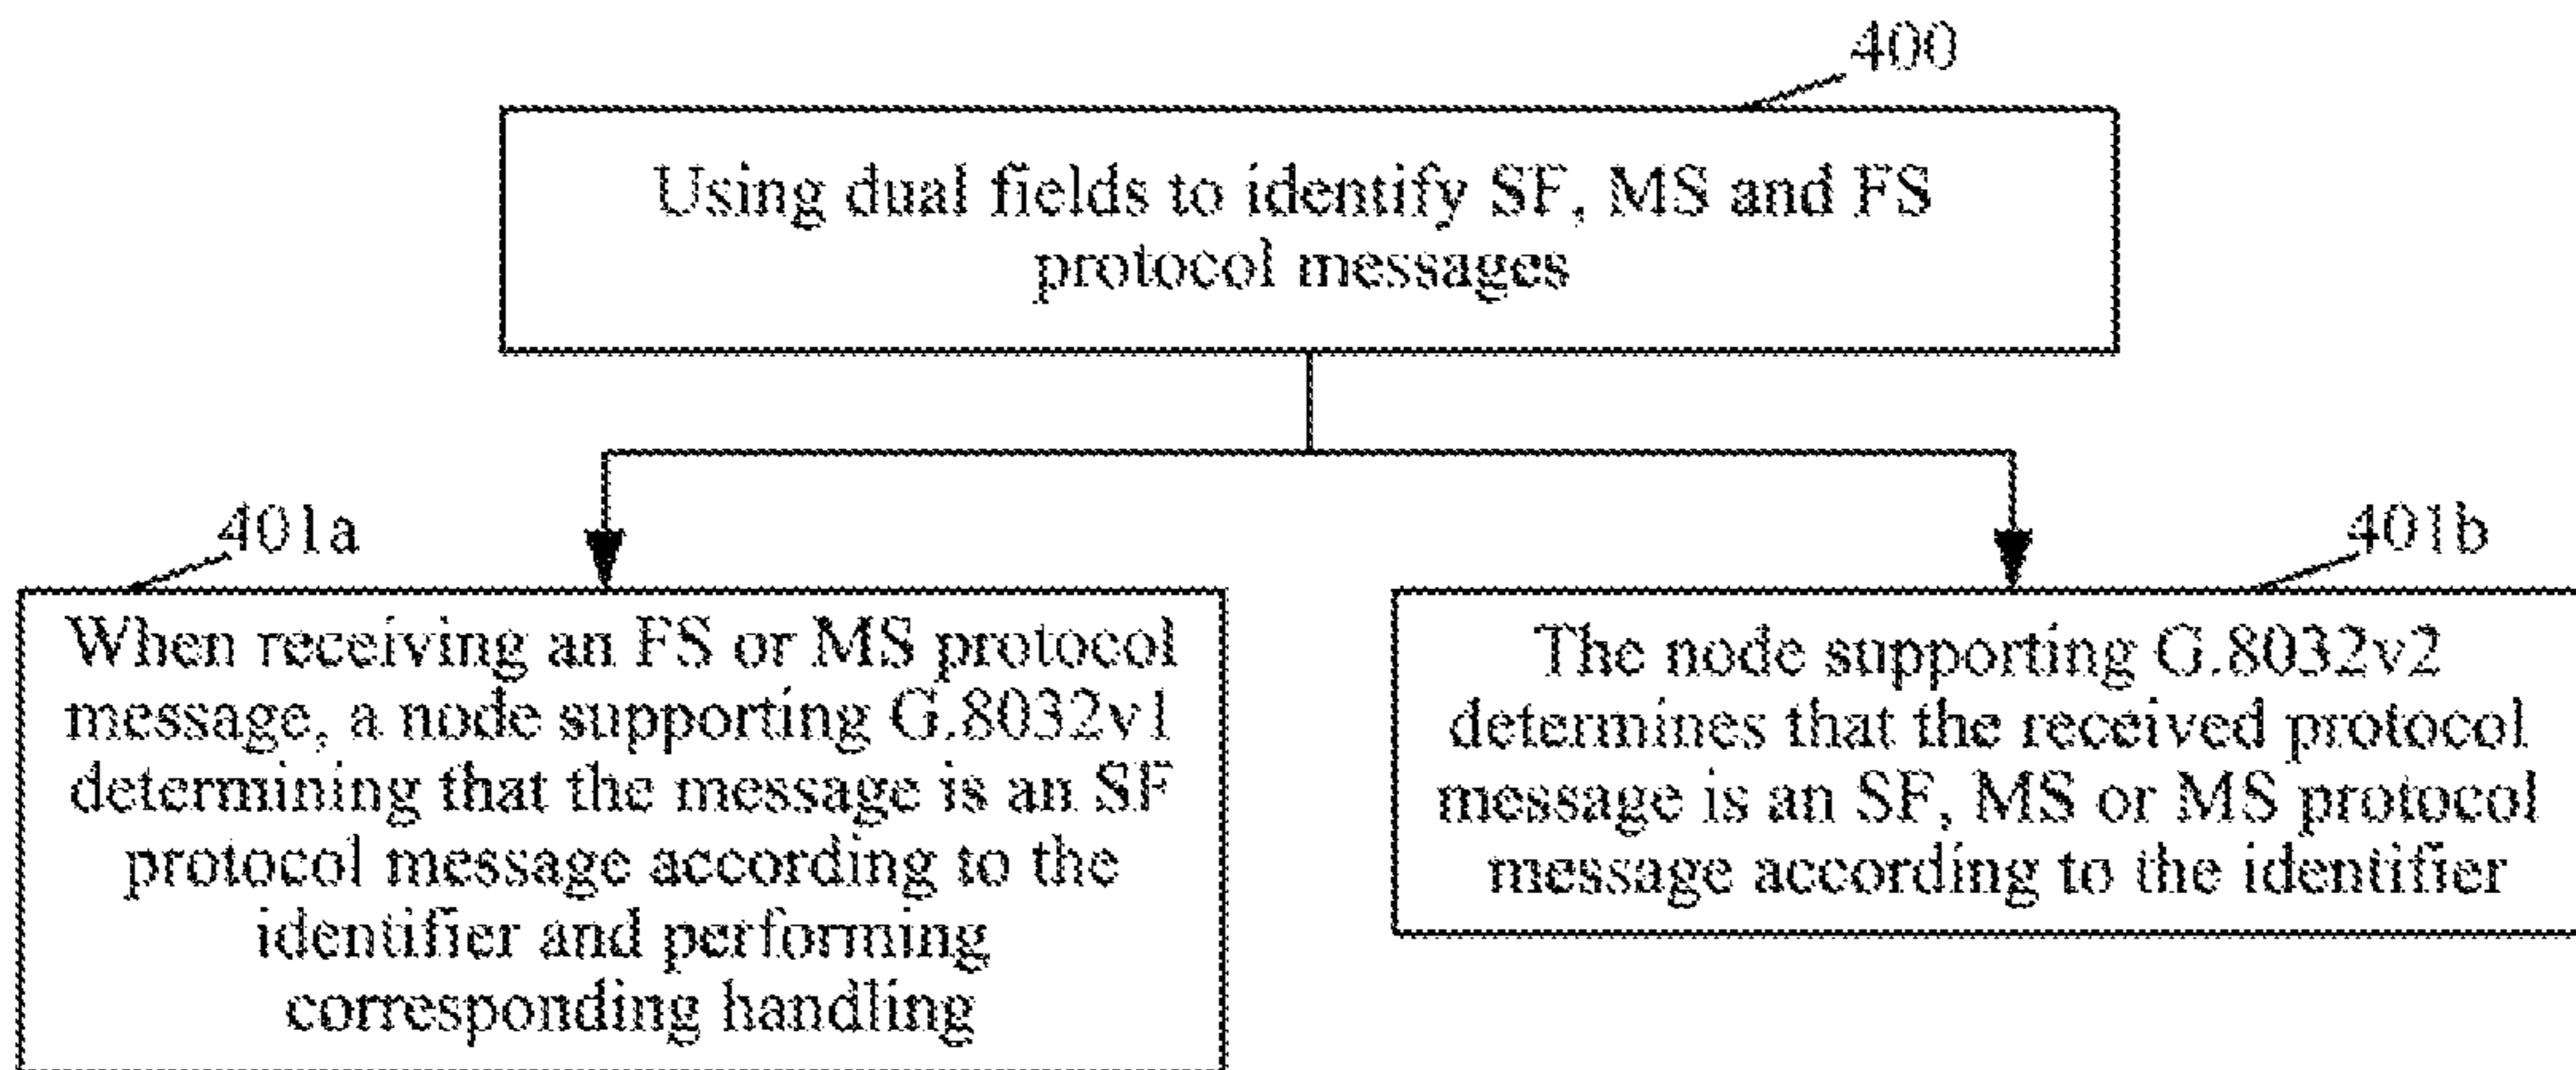 400
Using dual fields to identify SF, MS and FS
protocol messages
401a
When receiving an FS or MS protocol
message, a node supporting G.8032v1
determining that the message is an SF
protocol message according to the
identifier and performing
corresponding handling
401b
The node supporting G.8032v2
determines that the received protocol
message is an SF, MS or MS protocol
message according to the identifier